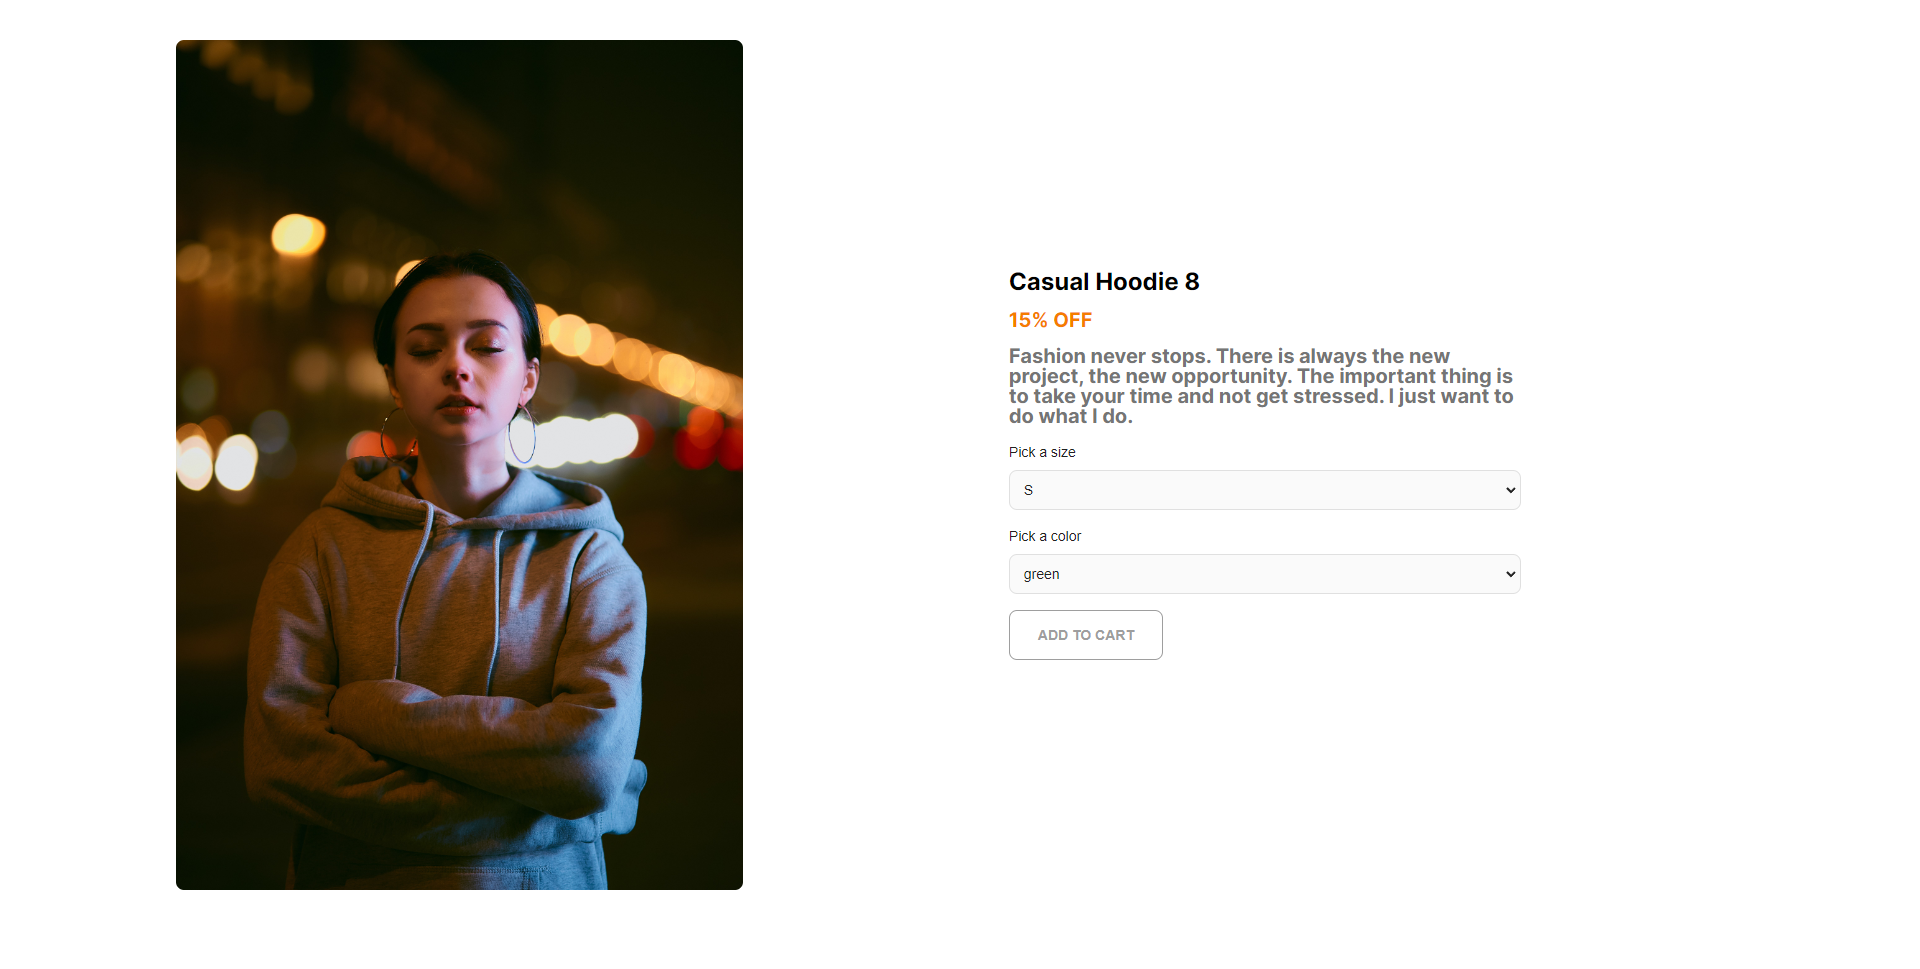 Casual Hoodie 8
15% OFF
Fashion never stops. There is always the new
project, the new opportunity. The important thing is
to take your time and not get stressed. I just want to
do what I do.
Pick a size
S
Pick a color
green
ADD TO CART